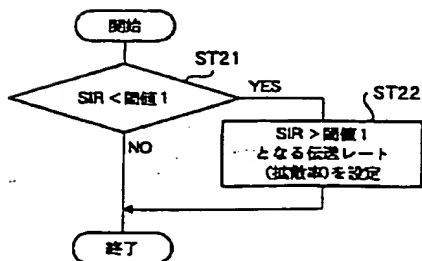 開始
ST21
SIR < 閾値1
YES
ST22
SIR > 閾値1
となる伝送レート
(拡散率)を設定
NO
終了